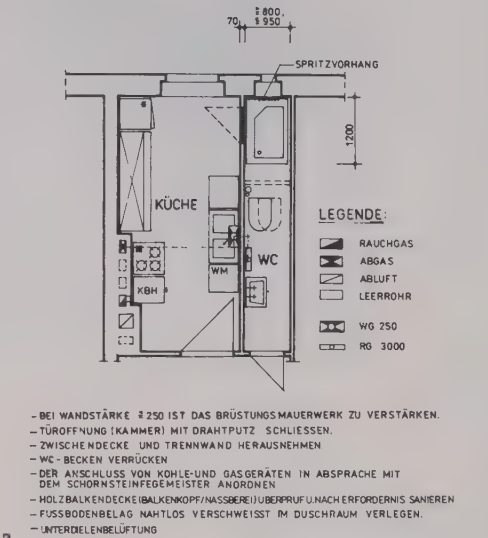 ≧800,
70 ≦950
SPRITZVORHANG
1200
KÜCHE
LEGENDE:
RAUCHGAS
WC
ABGAS
WM
ABLUFT
KBH
LEERROHR
WG 250
RG 3000
- BEI WANDSTÄRKE ≧250 IST DAS BRÜSTUNGSMAUERWERK ZU VERSTÄRKEN.
- TÜRÖFFNUNG (KAMMER) MIT DRAHTPUTZ SCHLIESSEN.
- ZWISCHENDECKE UND TRENNWAND HERAUSNEHMEN
- WC-BECKEN VERRÜCKEN
- DER ANSCHLUSS VON KOHLE-UND GASGERÄTEN IN ABSPRACHE MIT
DEM SCHORNSTEINFEGEMEISTER ANORDNEN
- HOLZBALKENDECKE(BALKENKOPF/NASSBEREI) ÜBERPRÜF U.NACH ERFORDERNIS SANIEREN
- FUSSBODENBELAG NAHTLOS VERSCHWEISST IM DUSCHRAUM VERLEGEN.
- UNTERDIELENBELÜFTUNG